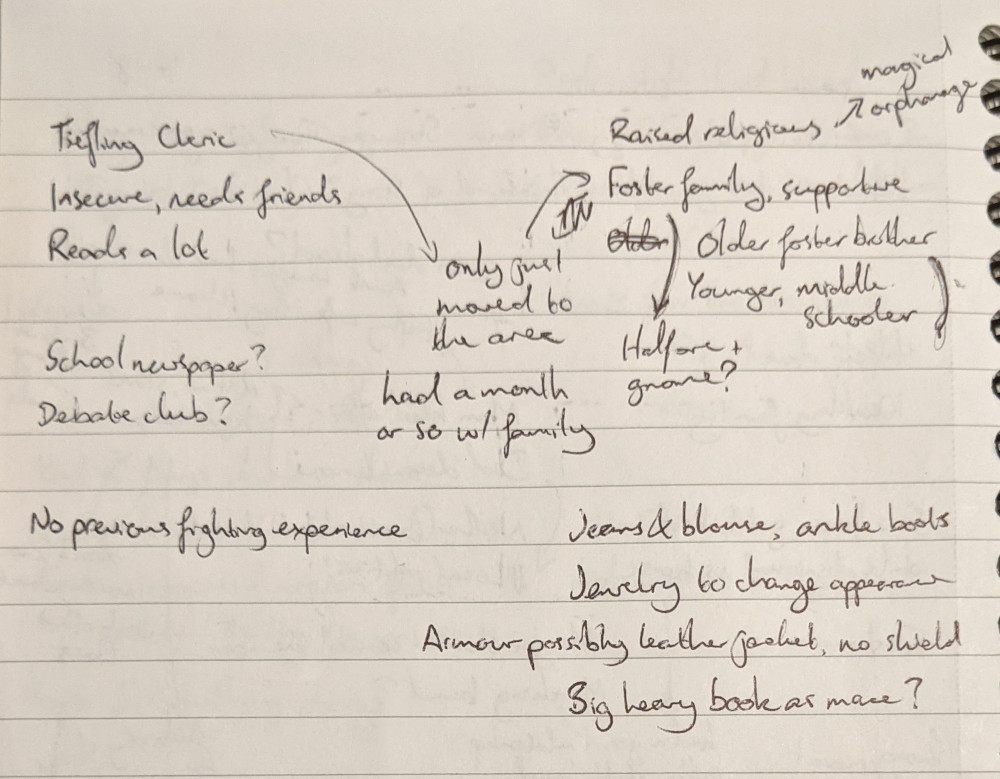 magical
orphanage
Tiefling Cleric
Raised religious
Insecure, needs friends
Foster family, supportive
Reads a lot
Older
Older foster brother
only just
moved to
the area
Younger, middle
schooler
School newspaper?
Halforc +
gnome?
Debate club?
had a month
or so w/ family
No previous fighting experience
Jeans & blouse, ankle boots
Jewelry to change appearance
Armour possibly leather jacket, no shield
Big heavy book as mace?